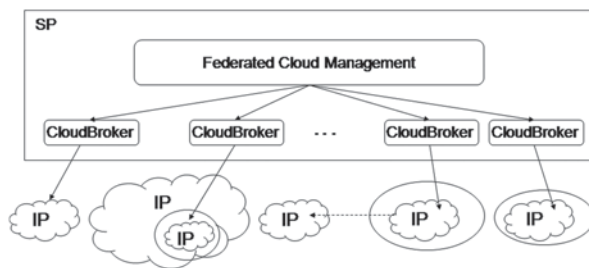 SP
Federated Cloud Management
CloudBroker CloudBroker - - - CloudBroker CloudBroker
IP IP IP IP IP
IP